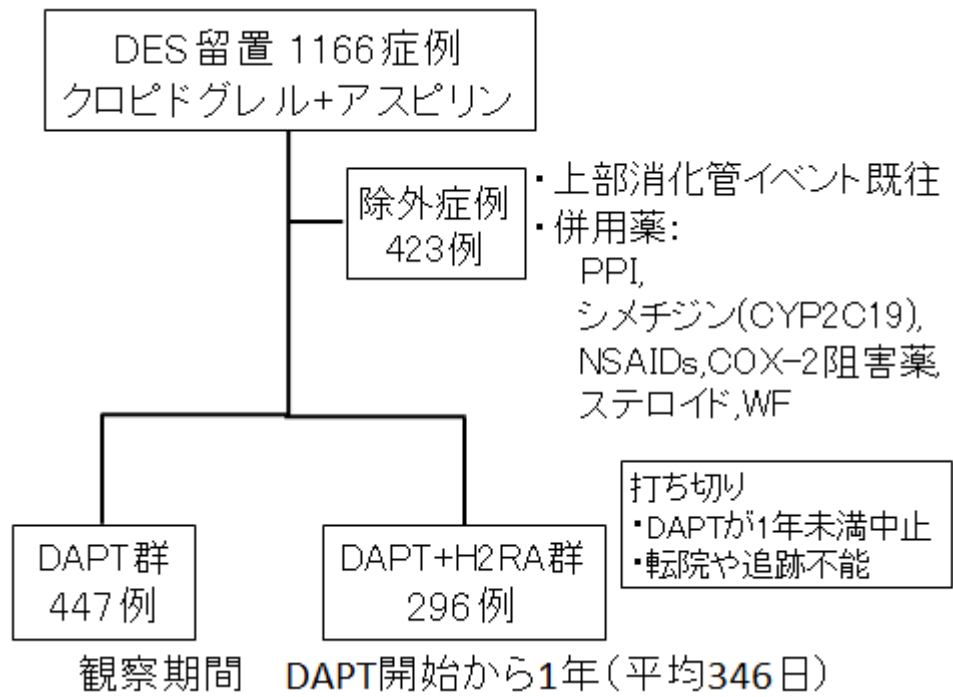 DES留置 1166症例
クロピドグレル+アスピリン
除外症例
423例
・上部消化管イベント既往
・併用薬:
PPI,
シメチジン(CYP2C19),
NSAIDs,COX-2阻害薬,
ステロイド,WF
打ち切り
・DAPTが1年未満中止
・転院や追跡不能
DAPT群
447例
DAPT+H2RA群
296例
観察期間 DAPT開始から1年(平均346日)